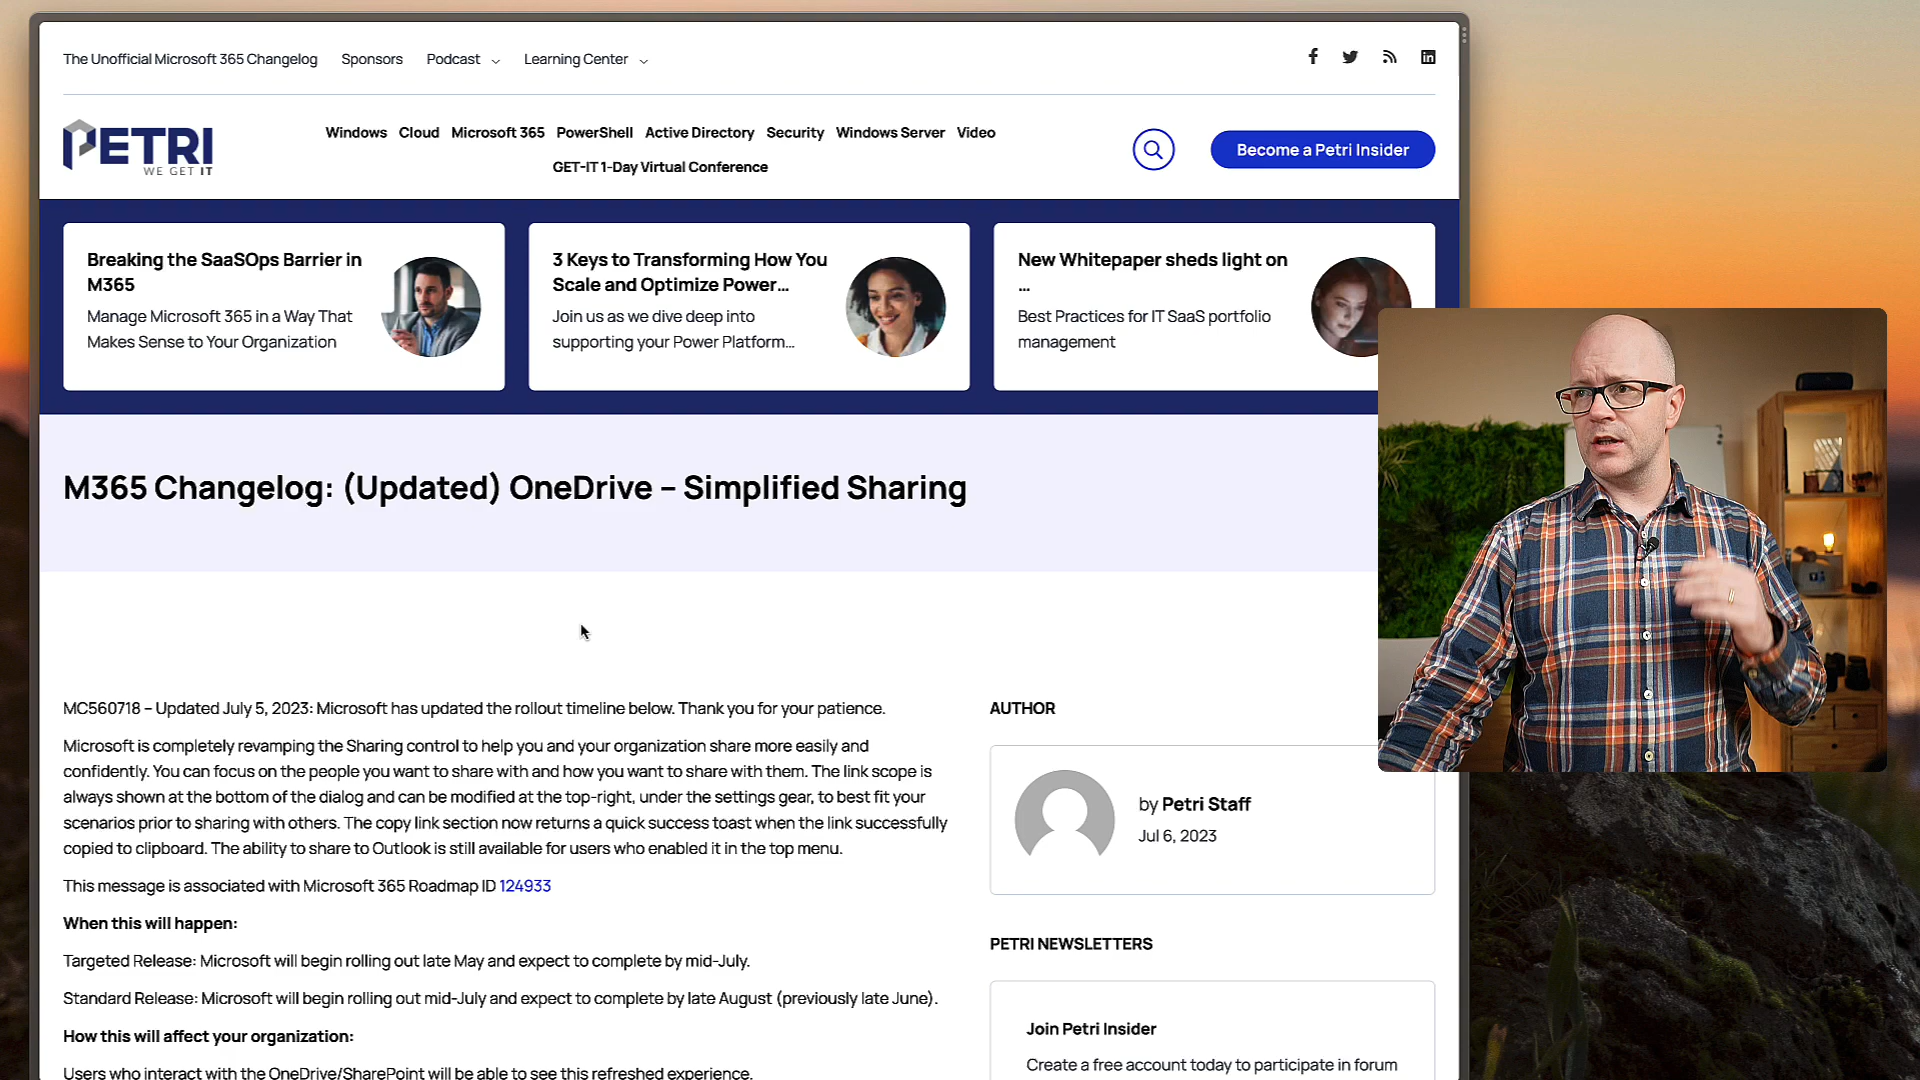 The Unofficial Microsoft 365 Changelog Sponsors Podcast Learning Center
PETRI
WE GET IT
Windows Cloud Microsoft 365 PowerShell Active Directory Security Windows Server Video
GET-IT 1-Day Virtual Conference
Become a Petri Insider
Breaking the SaaSOps Barrier in
M365
Manage Microsoft 365 in a Way That
Makes Sense to Your Organization
3 Keys to Transforming How You
Scale and Optimize Power...
Join us as we dive deep into
supporting your Power Platform...
New Whitepaper sheds light on
...
Best Practices for IT SaaS portfolio
management
M365 Changelog: (Updated) OneDrive – Simplified Sharing
MC560718 – Updated July 5, 2023: Microsoft has updated the rollout timeline below. Thank you for your patience.
Microsoft is completely revamping the Sharing control to help you and your organization share more easily and
confidently. You can focus on the people you want to share with and how you want to share with them. The link scope is
always shown at the bottom of the dialog and can be modified at the top-right, under the settings gear, to best fit your
scenarios prior to sharing with others. The copy link section now returns a quick success toast when the link successfully
copied to clipboard. The ability to share to Outlook is still available for users who enabled it in the top menu.
This message is associated with Microsoft 365 Roadmap ID 124933
When this will happen:
Targeted Release: Microsoft will begin rolling out late May and expect to complete by mid-July.
Standard Release: Microsoft will begin rolling out mid-July and expect to complete by late August (previously late June).
How this will affect your organization:
Users who interact with the OneDrive/SharePoint will be able to see this refreshed experience.
AUTHOR
by Petri Staff
Jul 6, 2023
PETRI NEWSLETTERS
Join Petri Insider
Create a free account today to participate in forum